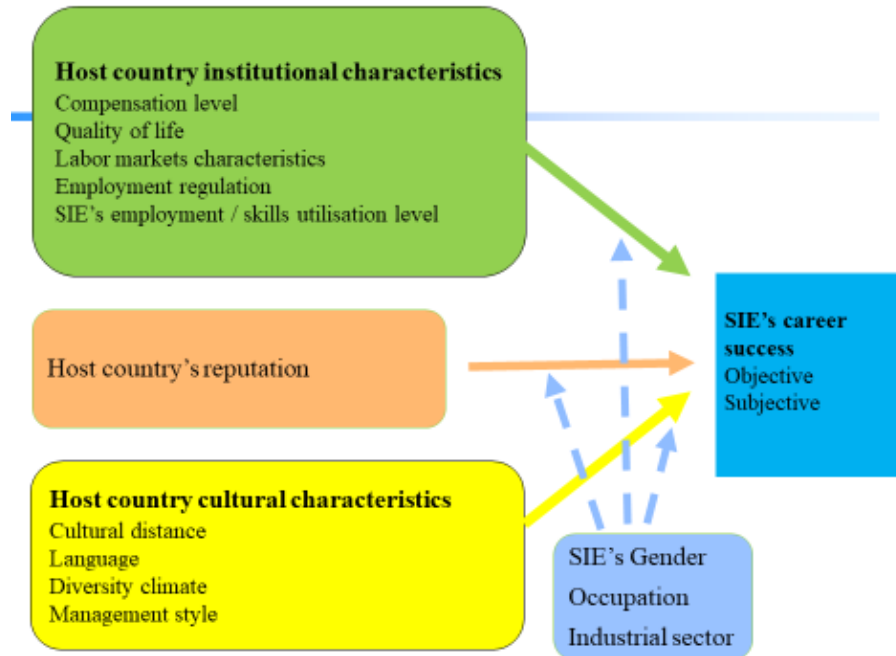 Host country institutional characteristics
Compensation level
Quality of life
Labor markets characteristics
Employment regulation
SIE's employment / skills utilisation level
Host country's reputation
Host country cultural characteristics
Cultural distance
Language
Diversity climate
Management style
SIE's career
success
Objective
Subjective
SIE's Gender
Occupation
Industrial sector